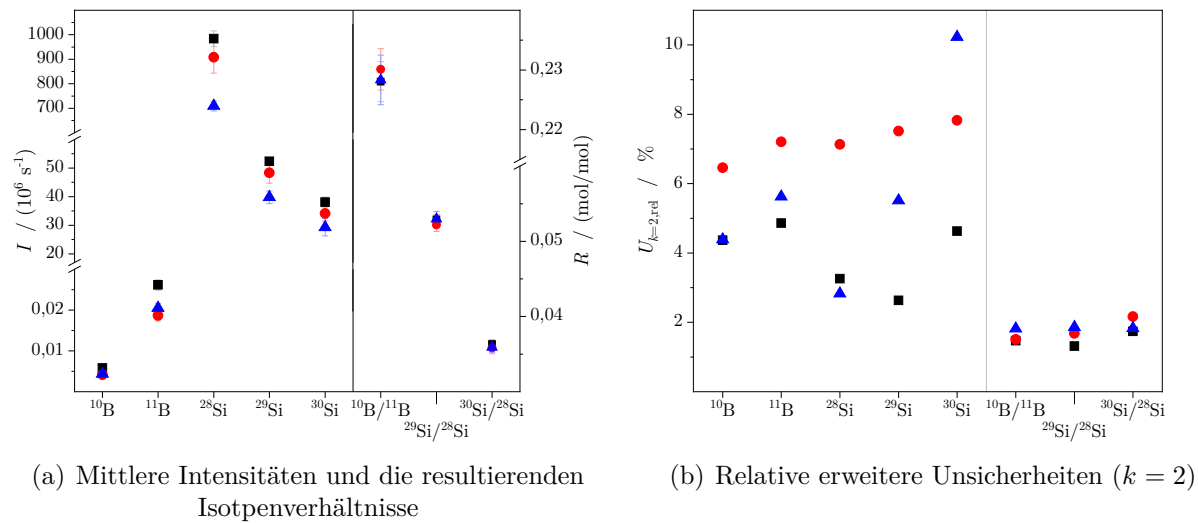 1000
900
800
700
50
40
30
20
0,02
0,01
I / (10⁶ s⁻¹)
0,23
0,22
0,05
0,04
R / (mol/mol)
¹⁰B ¹¹B ²⁸Si ²⁹Si ³⁰Si ¹⁰B/¹¹B ³⁰Si/²⁸Si
²⁹Si/²⁸Si
(a) Mittlere Intensitäten und die resultierenden
Isotpenverhältnisse
10
8
6
4
2
U_{k=2,rel} / %
¹⁰B ¹¹B ²⁸Si ²⁹Si ³⁰Si ¹⁰B/¹¹B ³⁰Si/²⁸Si
²⁹Si/²⁸Si
(b) Relative erweitere Unsicherheiten (k = 2)